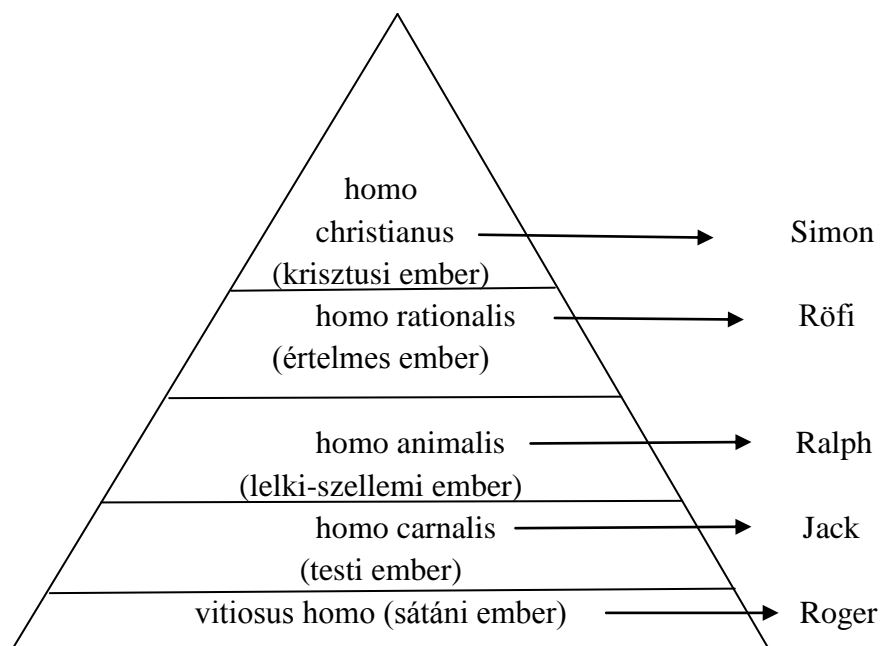 homo
christianus Simon
(krisztusi ember)
homo rationalis Röfi
(értelmes ember)
homo animalis Ralph
(lelki-szellemi ember)
homo carnalis Jack
(testi ember)
vitiosus homo (sátáni ember) Roger